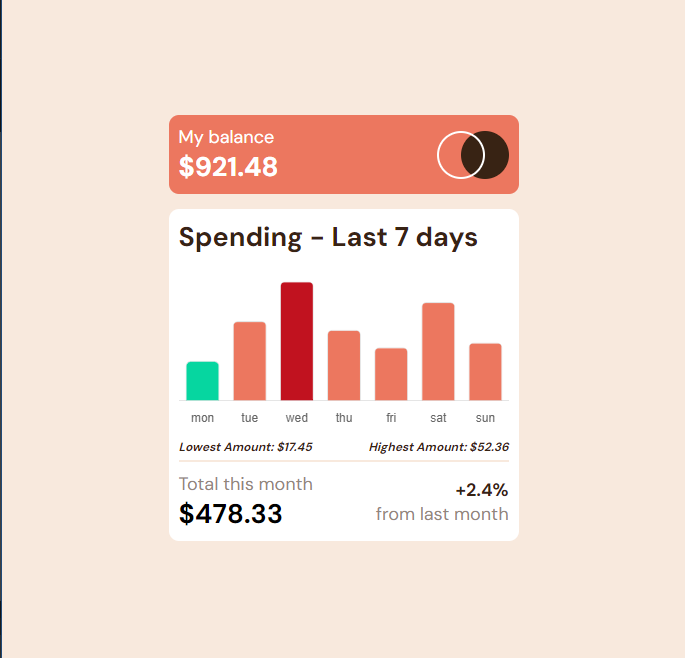 My balance
$921.48
Spending - Last 7 days
mon tue wed thu fri sat sun
Lowest Amount: $17.45 Highest Amount: $52.36
Total this month
$478.33
+2.4%
from last month